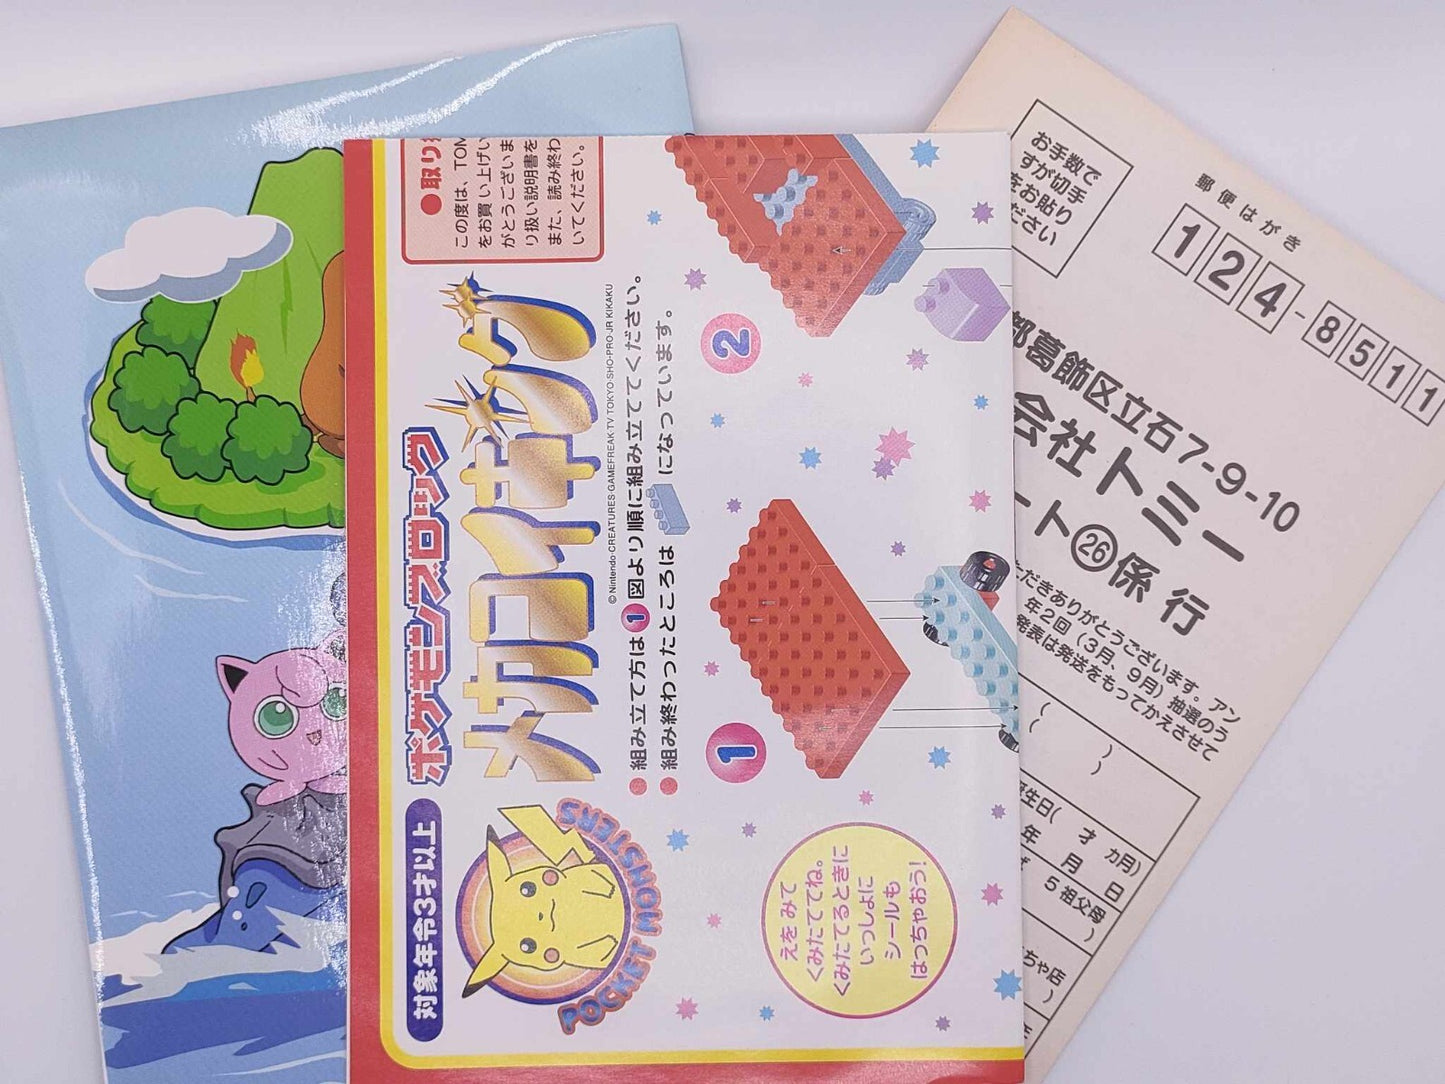 対象年令3才以上
ポケモンブロック
メカコイキング
© Nintendo・CREATURES・GAMEFREAK・TV TOKYO・SHO-PRO・JR KIKAKU
POCKET MONSTERS
● 取り
この度は、TOM
をお買い上げい
がとうございま
り扱い説明書を
また、読み終わ
いてください。
● 組み立て方は 1 図より順に組み立ててください。
● 組み終わったところは になっています。
1
2
えを みて
くみたててね。
くみたてるときに
いっしょに
シールも
はっちゃおう!
お手数で
すが切手
をお貼り
ださい
郵便はがき
124-8511
都葛飾区立石7-9-10
会社トミー
ート㉖係 行
ただきありがとうございます。アン
年2回(3月、9月)抽選のう
発表は発送をもってかえさせて
( )
( )
生日( 才 カ月)
年 月 日
5 祖父母
)
ちゃ店
)